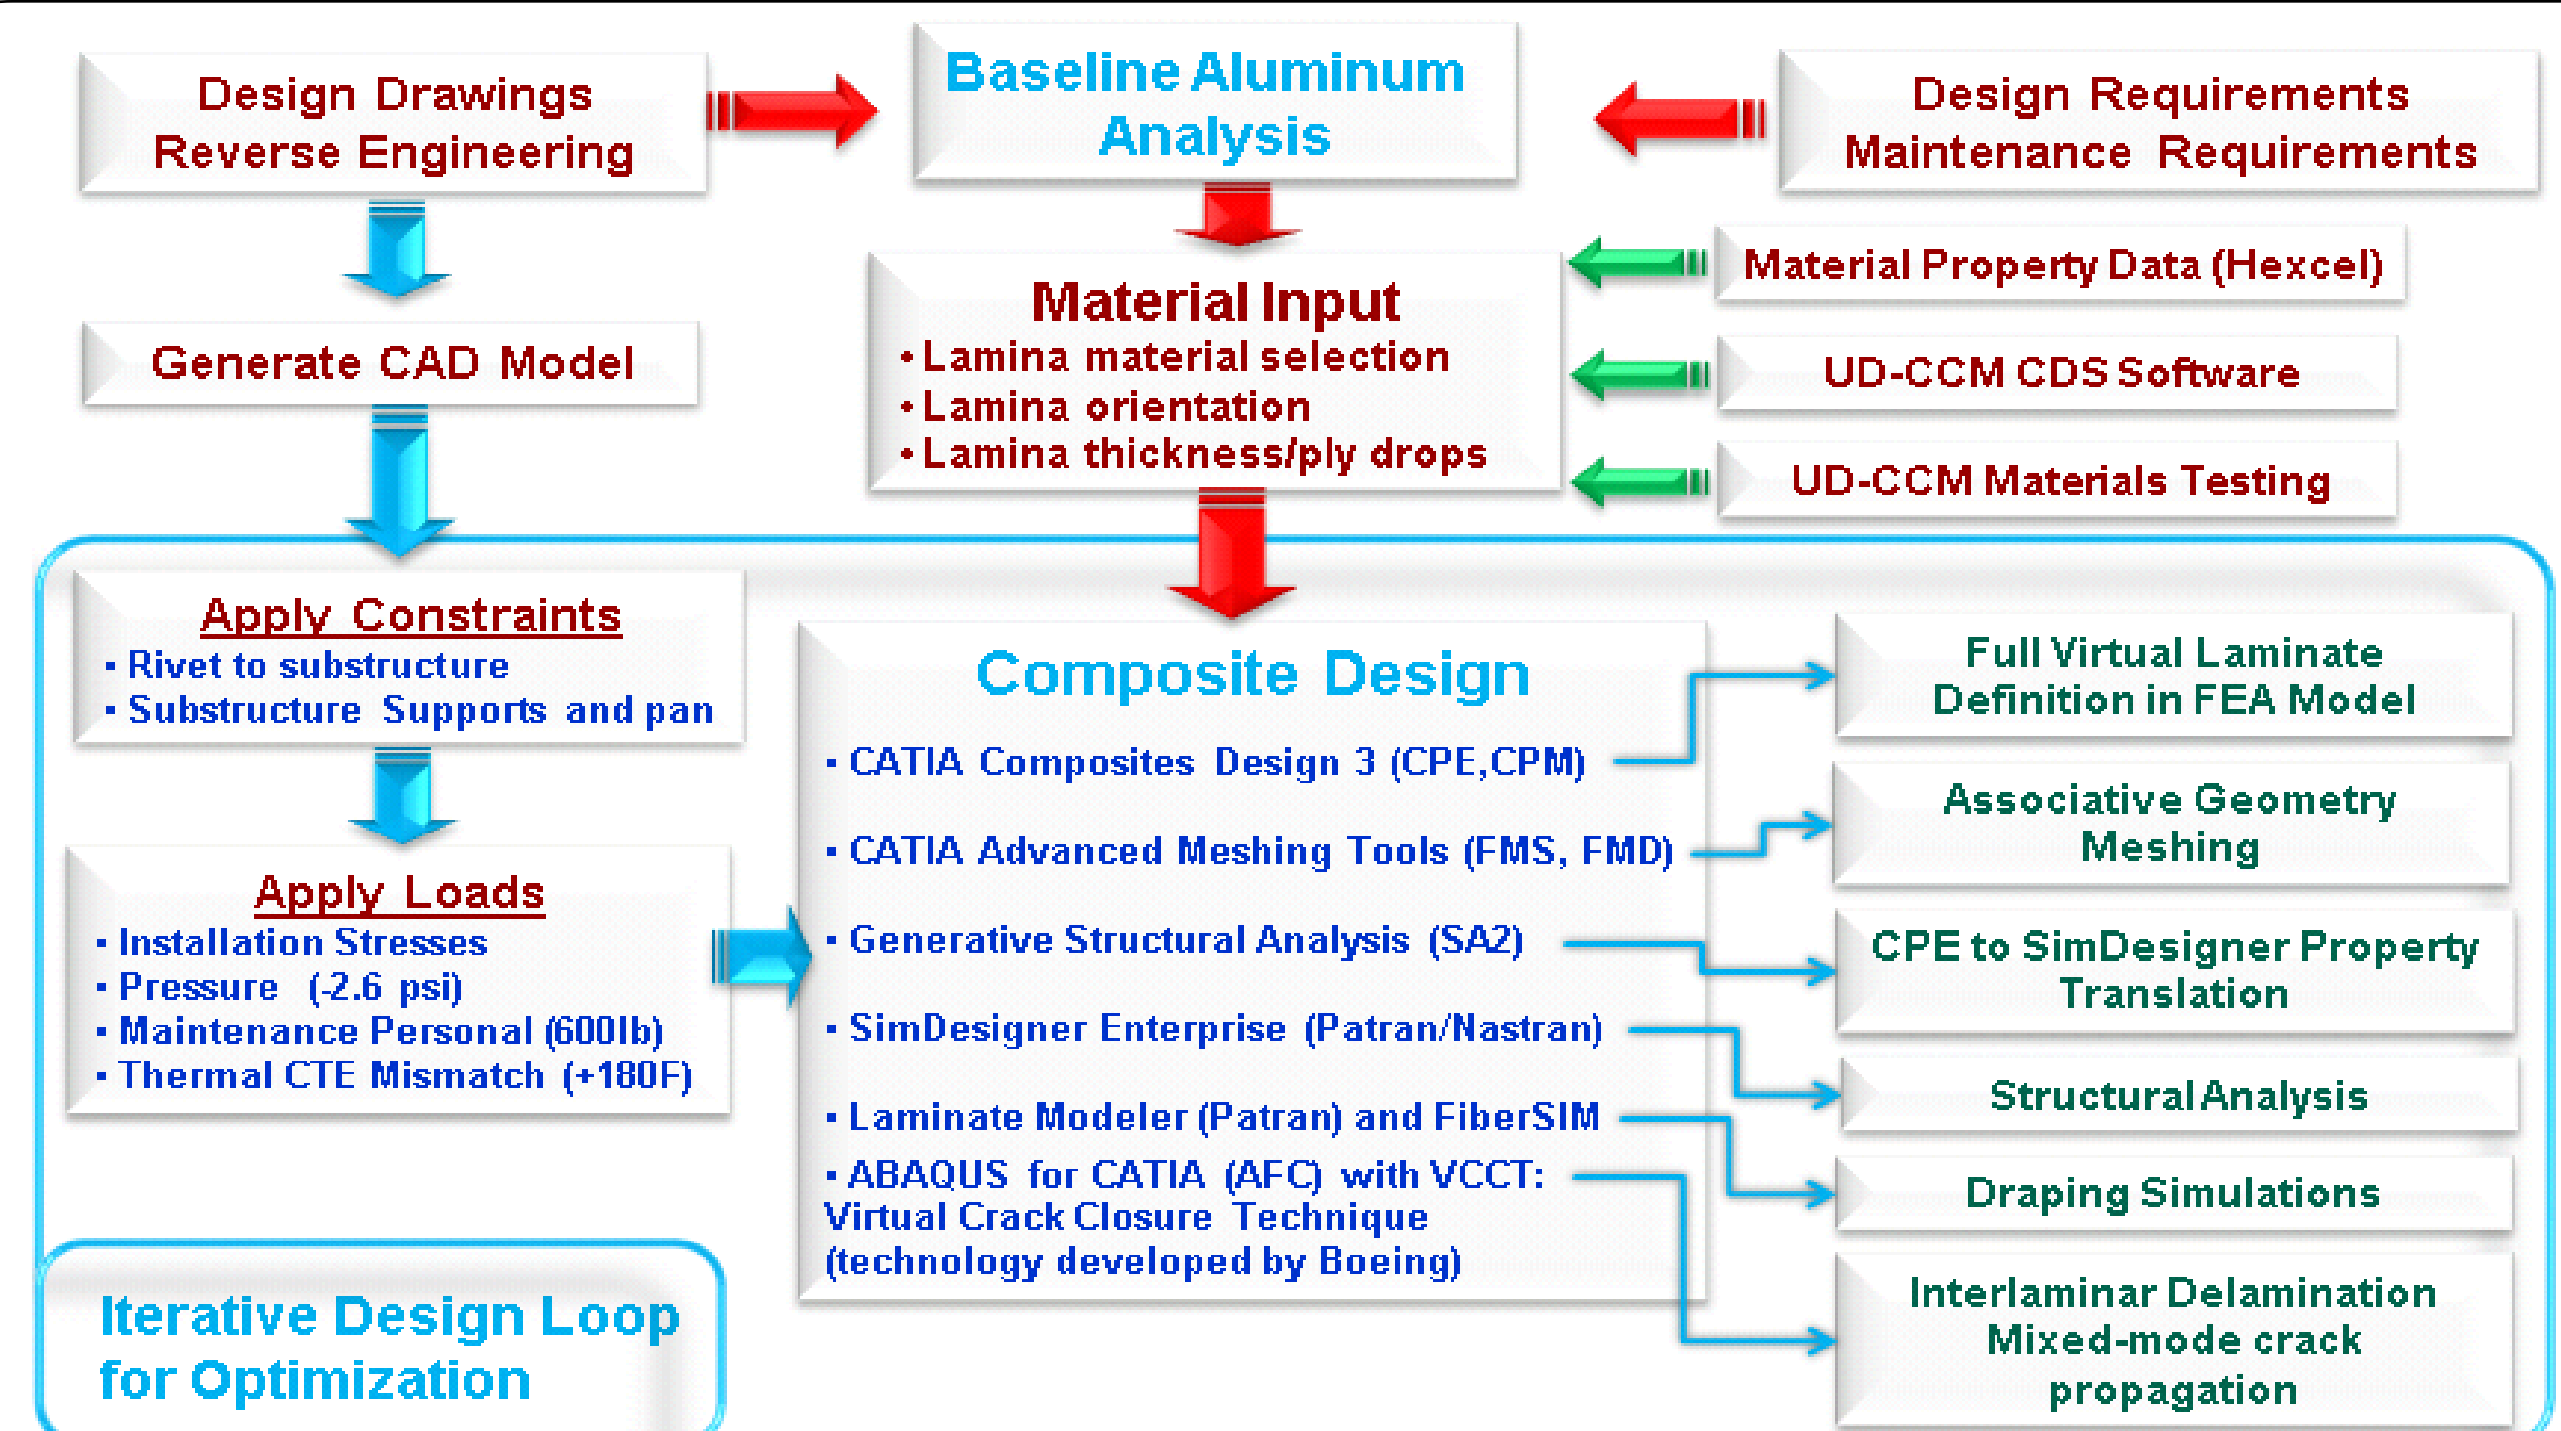 Design Drawings
Reverse Engineering
Baseline Aluminum
Analysis
Design Requirements
Maintenance Requirements
Generate CAD Model
Material Input
• Lamina material selection
• Lamina orientation
• Lamina thickness/ply drops
Material Property Data (Hexcel)
UD-CCM CDS Software
UD-CCM Materials Testing
Apply Constraints
▪ Rivet to substructure
▪ Substructure Supports and pan
Apply Loads
▪ Installation Stresses
▪ Pressure (-2.6 psi)
▪ Maintenance Personal (600lb)
▪ Thermal CTE Mismatch (+180F)
Iterative Design Loop
for Optimization
Composite Design
▪ CATIA Composites Design 3 (CPE,CPM)
▪ CATIA Advanced Meshing Tools (FMS, FMD)
▪ Generative Structural Analysis (SA2)
▪ SimDesigner Enterprise (Patran/Nastran)
▪ Laminate Modeler (Patran) and FiberSIM
▪ ABAQUS for CATIA (AFC) with VCCT:
Virtual Crack Closure Technique
(technology developed by Boeing)
Full Virtual Laminate
Definition in FEA Model
Associative Geometry
Meshing
CPE to SimDesigner Property
Translation
Structural Analysis
Draping Simulations
Interlaminar Delamination
Mixed-mode crack
propagation